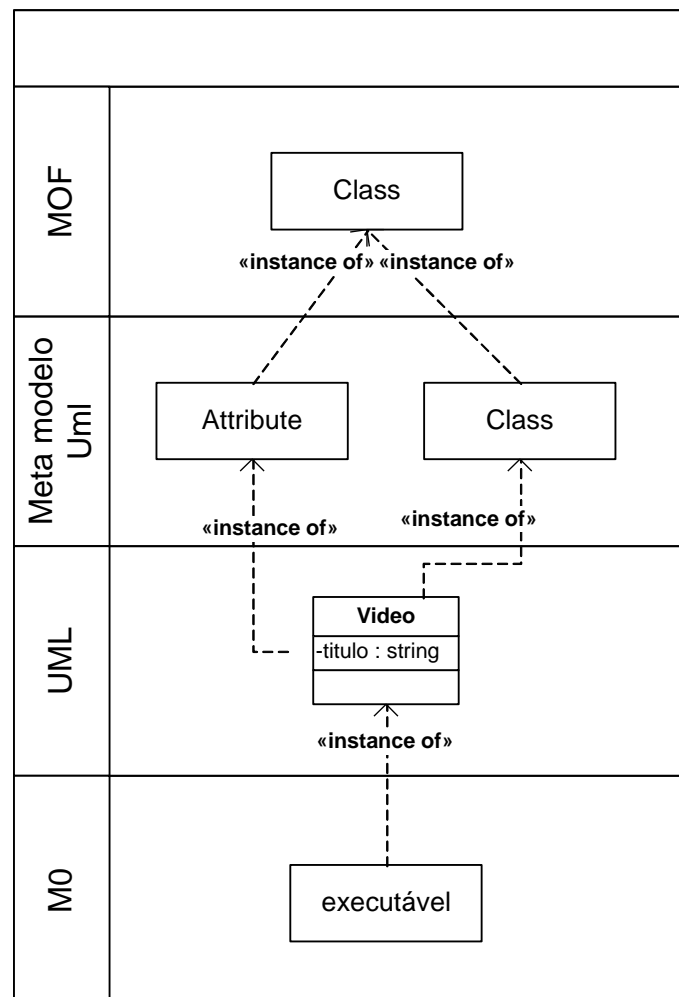 MOF
Class
«instance of» «instance of»
Meta modelo
Uml
Attribute
Class
«instance of»
«instance of»
UML
Video
-titulo : string
«instance of»
M0
executável